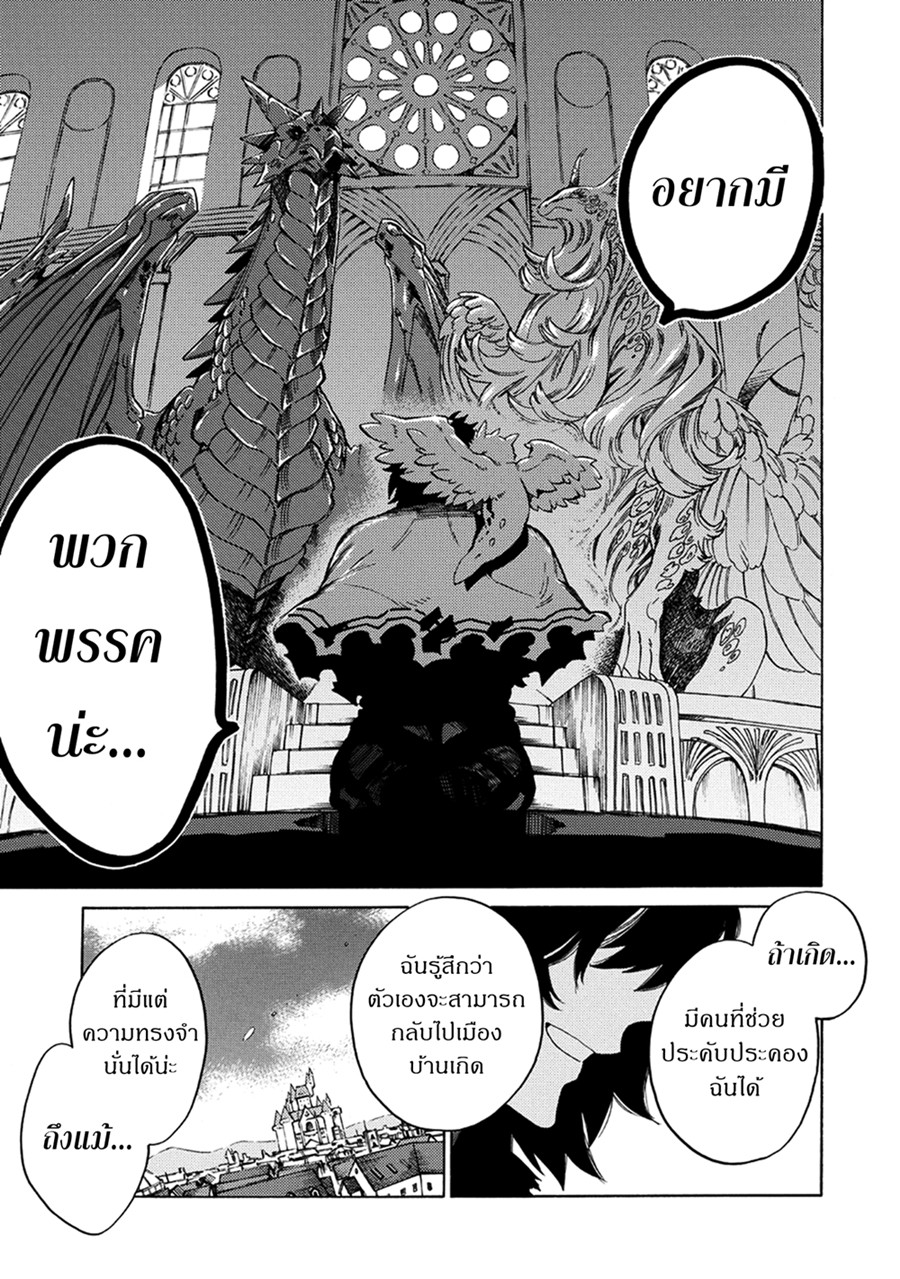 อยากมี
พวก
พรรค
น่ะ...
ถ้าเกิด...
มีคนที่ช่วย
ประคับประคอง
ฉันได้
ฉันรู้สึกว่า
ตัวเองจะสามารถ
กลับไปเมือง
บ้านเกิด
ที่มีแต่
ความทรงจำ
นั่นได้น่ะ
ถึงแม้...